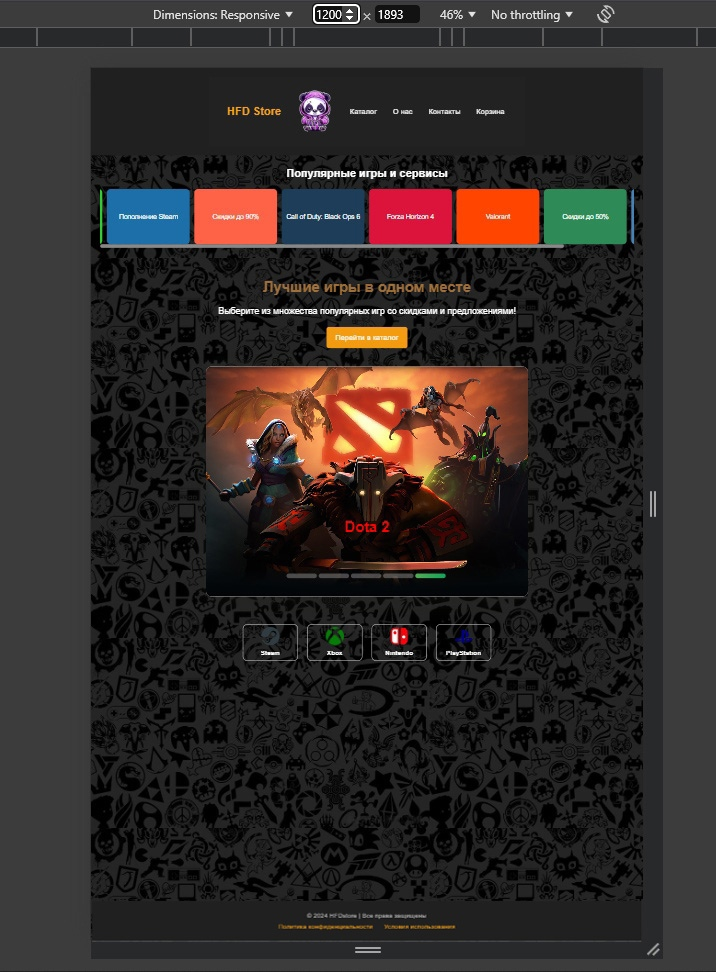 Dimensions: Responsive 1200 × 1893 46% No throttling
HFD Store Каталог О нас Контакты Корзина
Популярные игры и сервисы
Пополнение Steam Скидки до 90% Call of Duty: Black Ops 6 Forza Horizon 4 Valorant Скидки до 50%
Лучшие игры в одном месте
Выберите из множества популярных игр со скидками и предложениями!
Перейти в каталог
Dota 2
Steam Xbox Nintendo PlayStation
© 2024 HFDstore | Все права защищены
Политика конфиденциальности Условия использования